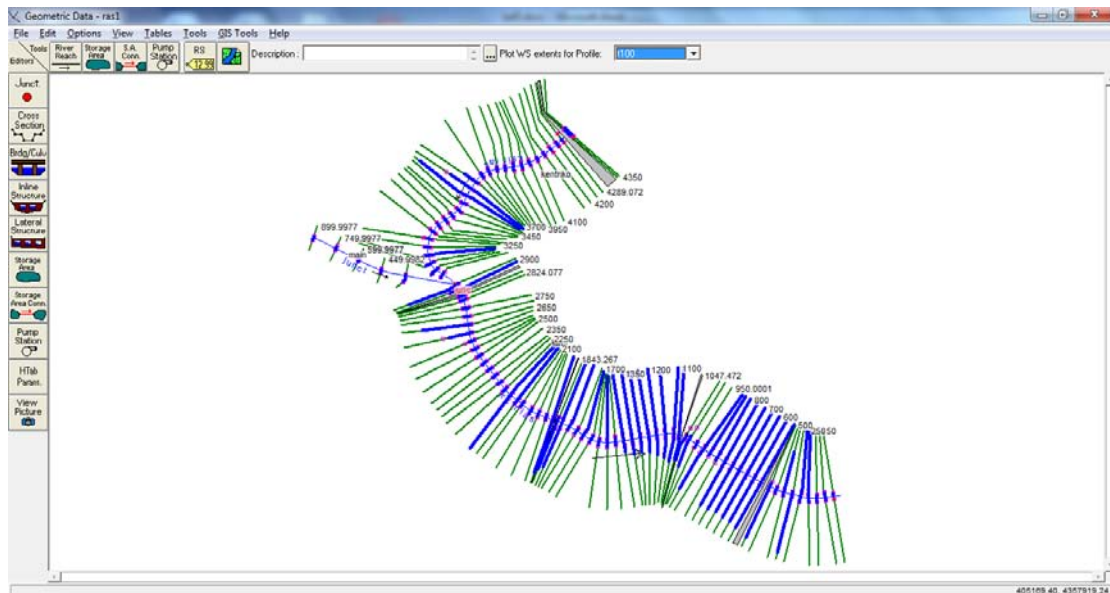 Geometric Data - ras1
File Edit Options View Tables Tools GIS Tools Help
Tools
Editors
River
Reach
Storage
Area
S.A.
Conn.
Pump
Station
RS
Description :
...
Plot WS extents for Profile:
t100
Junct.
Cross
Section
Brdg/Culv
Inline
Structure
Lateral
Structure
Storage
Area
Storage
Area Conn.
Pump
Station
HTab
Param.
View
Picture
4350
kentriko
4289.072
4200
4100
3950
3700
3450
3250
899.9977
749.9977
main
599.9977
449.9982
2900
2824.077
2750
2650
2500
2350
2250
2100
1843.267
1700
1350
1200
1100
1047.472
950.0001
800
700
600
500